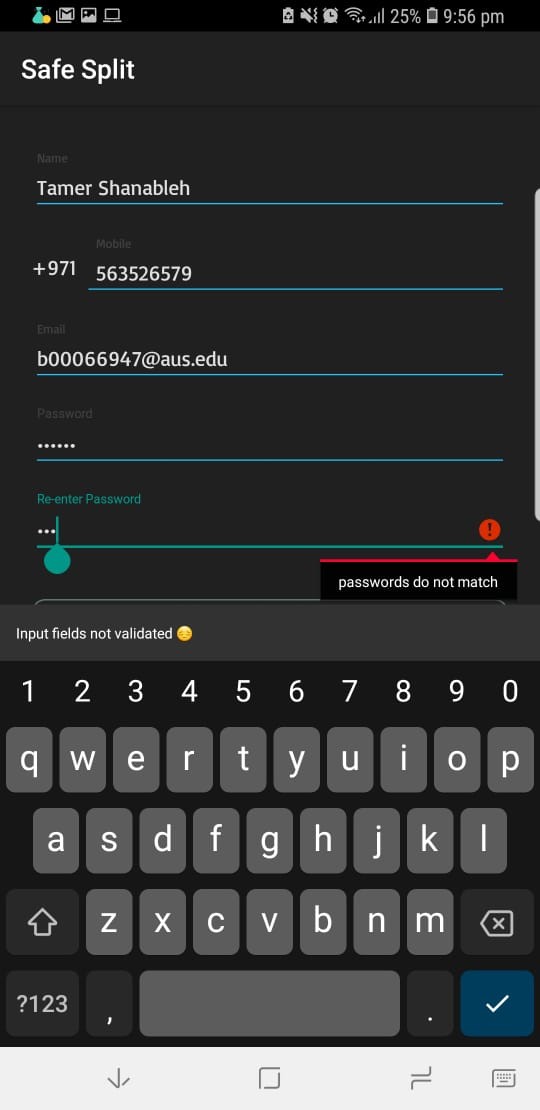 25% 9:56 pm
Safe Split
Name
Tamer Shanableh
Mobile
+971 563526579
Email
b00066947@aus.edu
Password
••••••
Re-enter Password
•••
!
passwords do not match
Input fields not validated 😔
1 2 3 4 5 6 7 8 9 0
q w e r t y u i o p
a s d f g h j k l
z x c v b n m
?123 , .